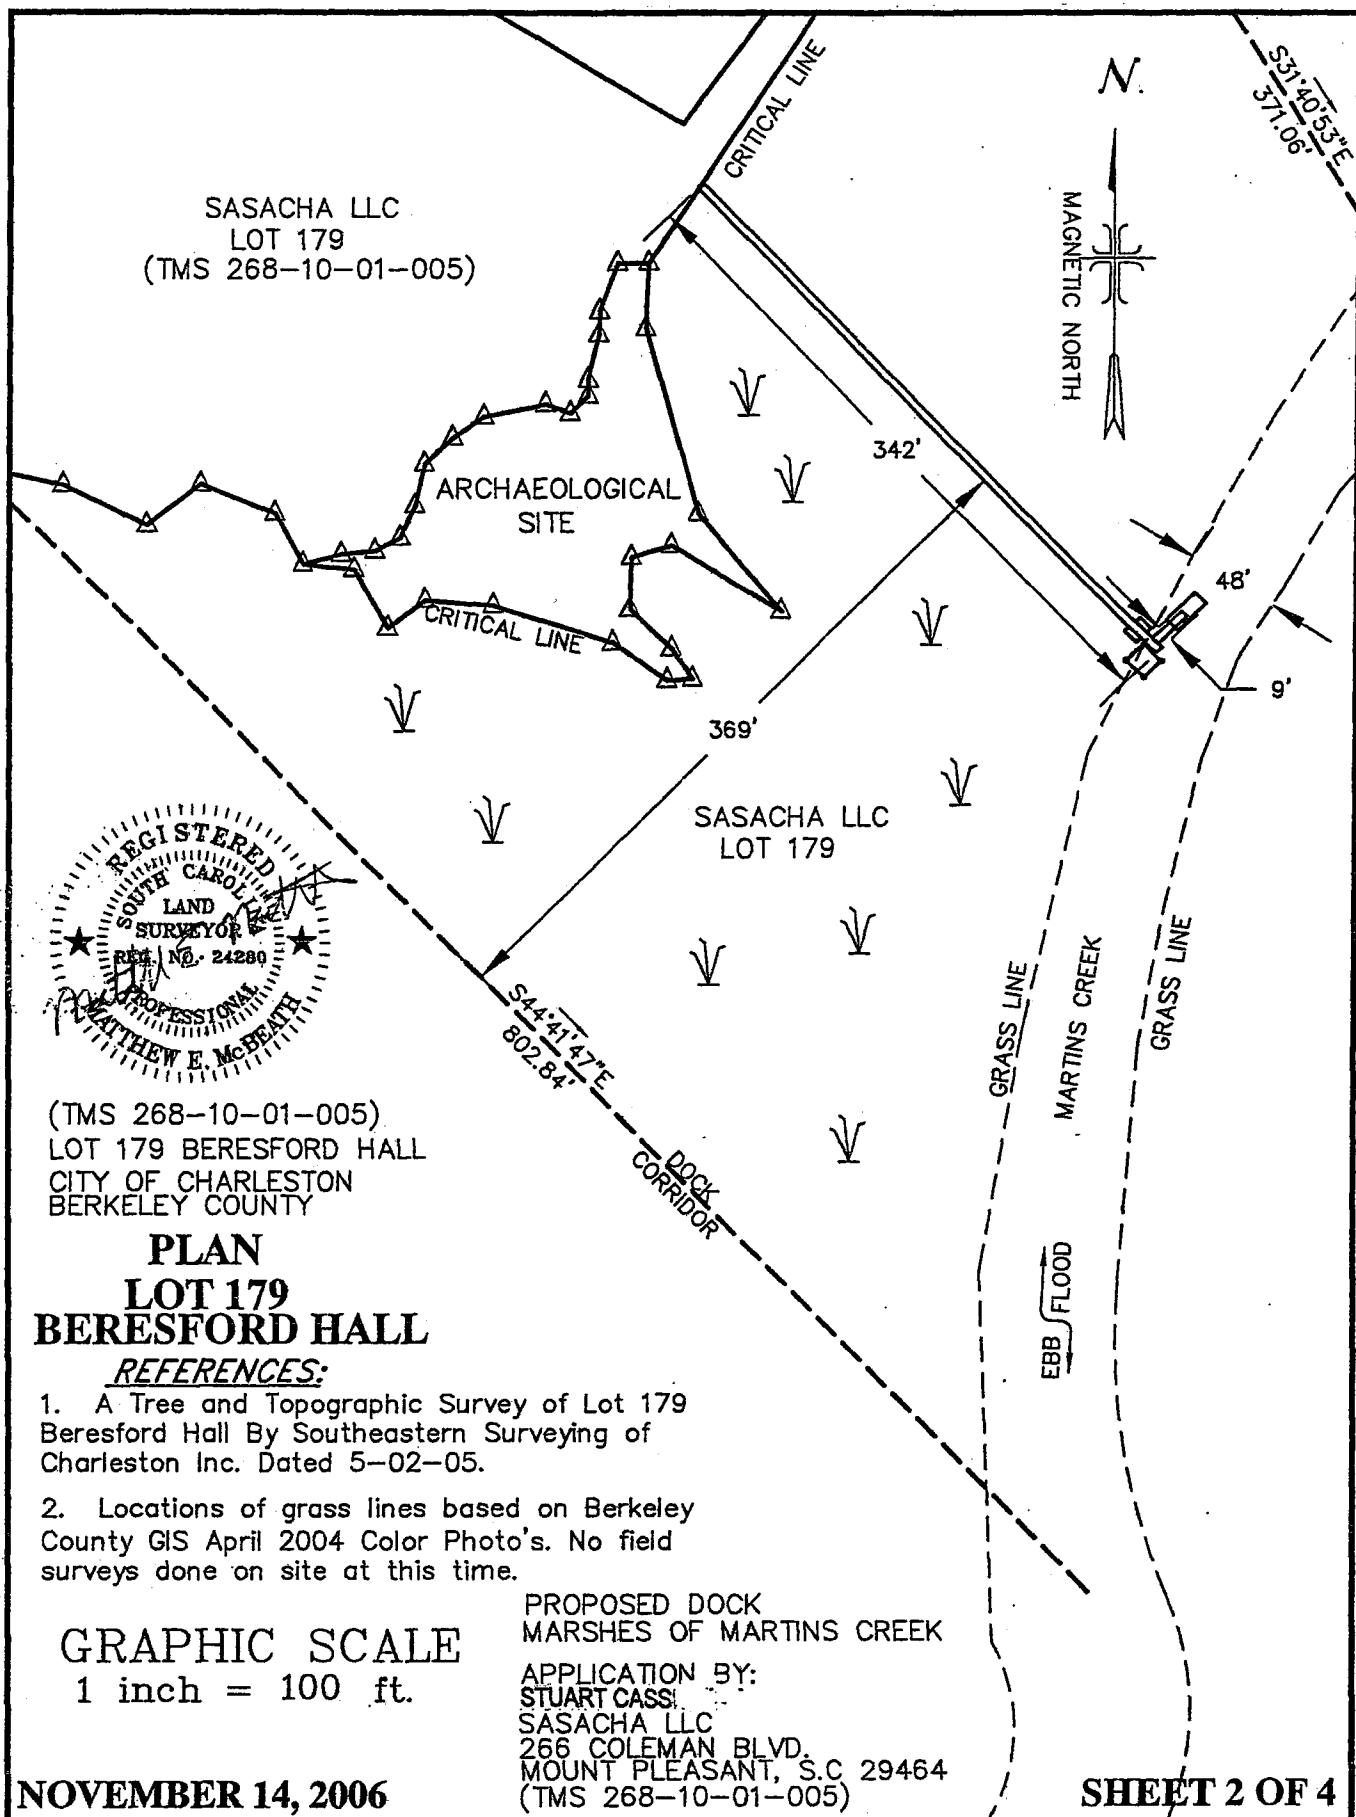 CRITICAL LINE
N.
S31°40'53"E
371.06'
MAGNETIC NORTH
SASACHA LLC
LOT 179
(TMS 268-10-01-005)
342'
ARCHAEOLOGICAL
SITE
CRITICAL LINE
48'
9'
369'
SASACHA LLC
LOT 179
REGISTERED
SOUTH CAROLINA
LAND
SURVEYOR
REG. NO. 24280
PROFESSIONAL
MATTHEW E. McBEATH
S44°41'47"E
802.84'
GRASS LINE
MARTINS CREEK
GRASS LINE
DOCK
CORRIDOR
EBB FLOOD
(TMS 268-10-01-005)
LOT 179 BERESFORD HALL
CITY OF CHARLESTON
BERKELEY COUNTY
PLAN
LOT 179
BERESFORD HALL
REFERENCES:
1. A Tree and Topographic Survey of Lot 179
Beresford Hall By Southeastern Surveying of
Charleston Inc. Dated 5-02-05.
2. Locations of grass lines based on Berkeley
County GIS April 2004 Color Photo's. No field
surveys done on site at this time.
GRAPHIC SCALE
1 inch = 100 ft.
PROPOSED DOCK
MARSHES OF MARTINS CREEK
APPLICATION BY:
STUART CASS
SASACHA LLC
266 COLEMAN BLVD.
MOUNT PLEASANT, S.C 29464
(TMS 268-10-01-005)
NOVEMBER 14, 2006
SHEET 2 OF 4